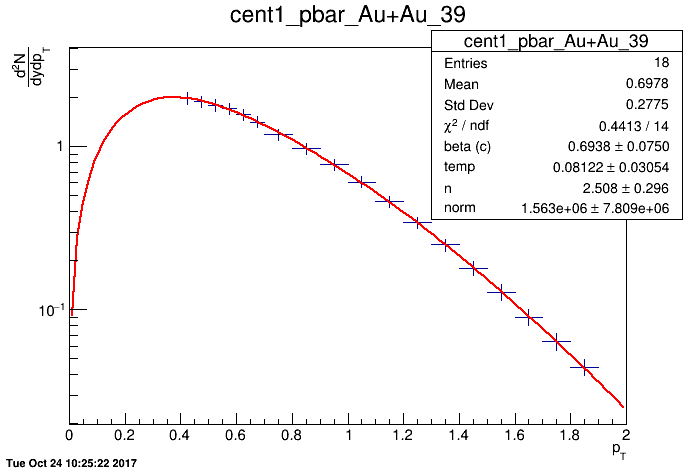 cent1_pbar_Au+Au_39
cent1_pbar_Au+Au_39
Entries 18
Mean 0.6978
Std Dev 0.2775
χ² / ndf 0.4413 / 14
beta (c) 0.6938 ± 0.0750
temp 0.08122 ± 0.03054
n 2.508 ± 0.296
norm 1.563e+06 ± 7.809e+06
d²N
dydp_T
1
10⁻¹
0 0.2 0.4 0.6 0.8 1 1.2 1.4 1.6 1.8 2
p_T
Tue Oct 24 10:25:22 2017